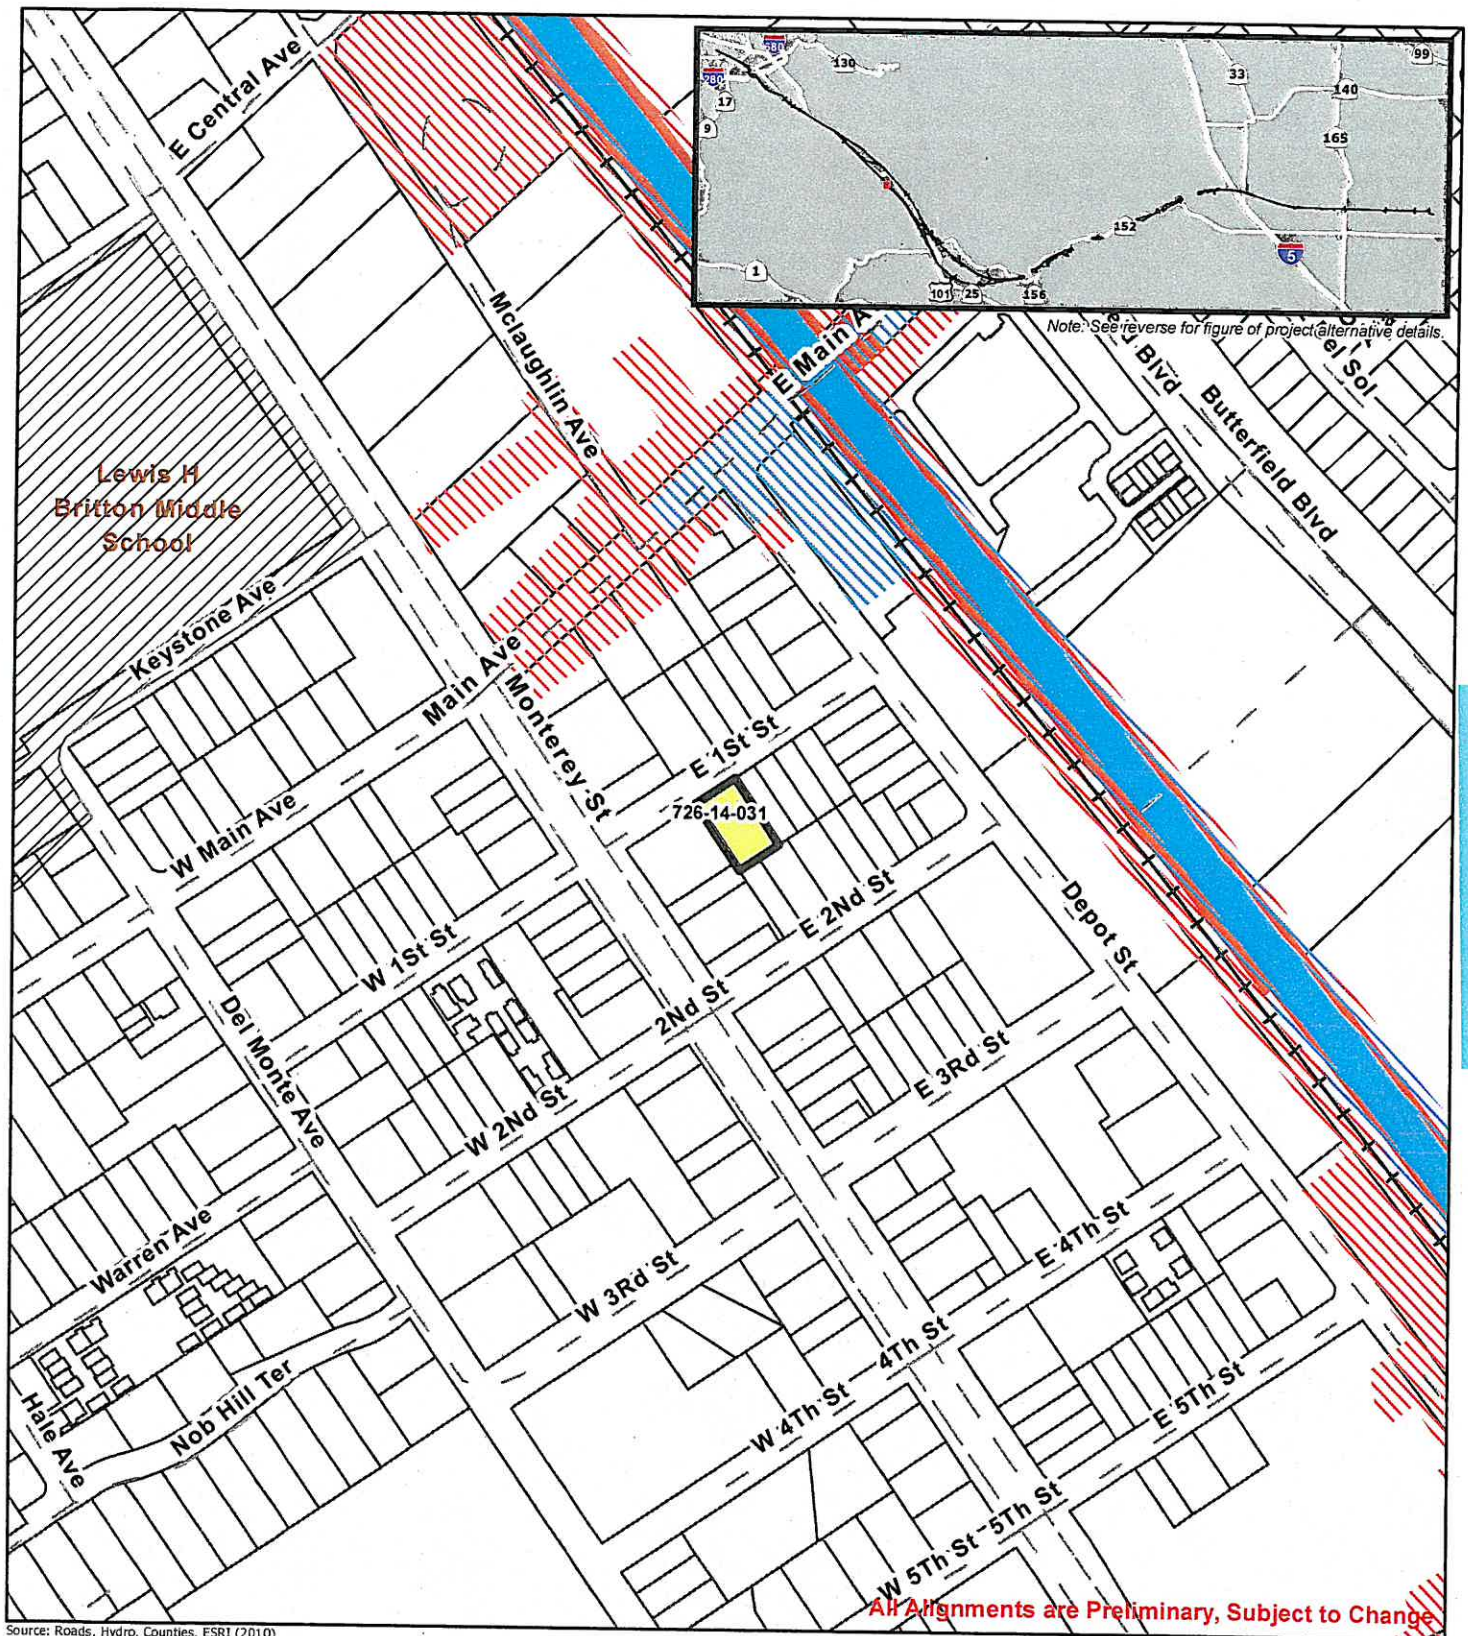 E Central Ave
680
280
130
17
9
33
99
140
165
152
5
1
101
25
156
Note: See reverse for figure of project alternative details.
Mclaughlin Ave
E Main
Blvd
Sol
Butterfield Blvd
Lewis H
Britton Middle
School
Keystone Ave
Main Ave
Monterey St
E 1St St
726-14-031
W Main Ave
W 1St St
E 2Nd St
Depot St
2Nd St
Del Monte Ave
E 3Rd St
W 2Nd St
Warren Ave
W 3Rd St
E 4Th St
4Th St
Nob Hill Ter
Hale Ave
W 4Th St
E 5Th St
5Th St
W 5Th St
All Alignments are Preliminary, Subject to Change
Source: Roads, Hydro, Counties, ESRI (2010)